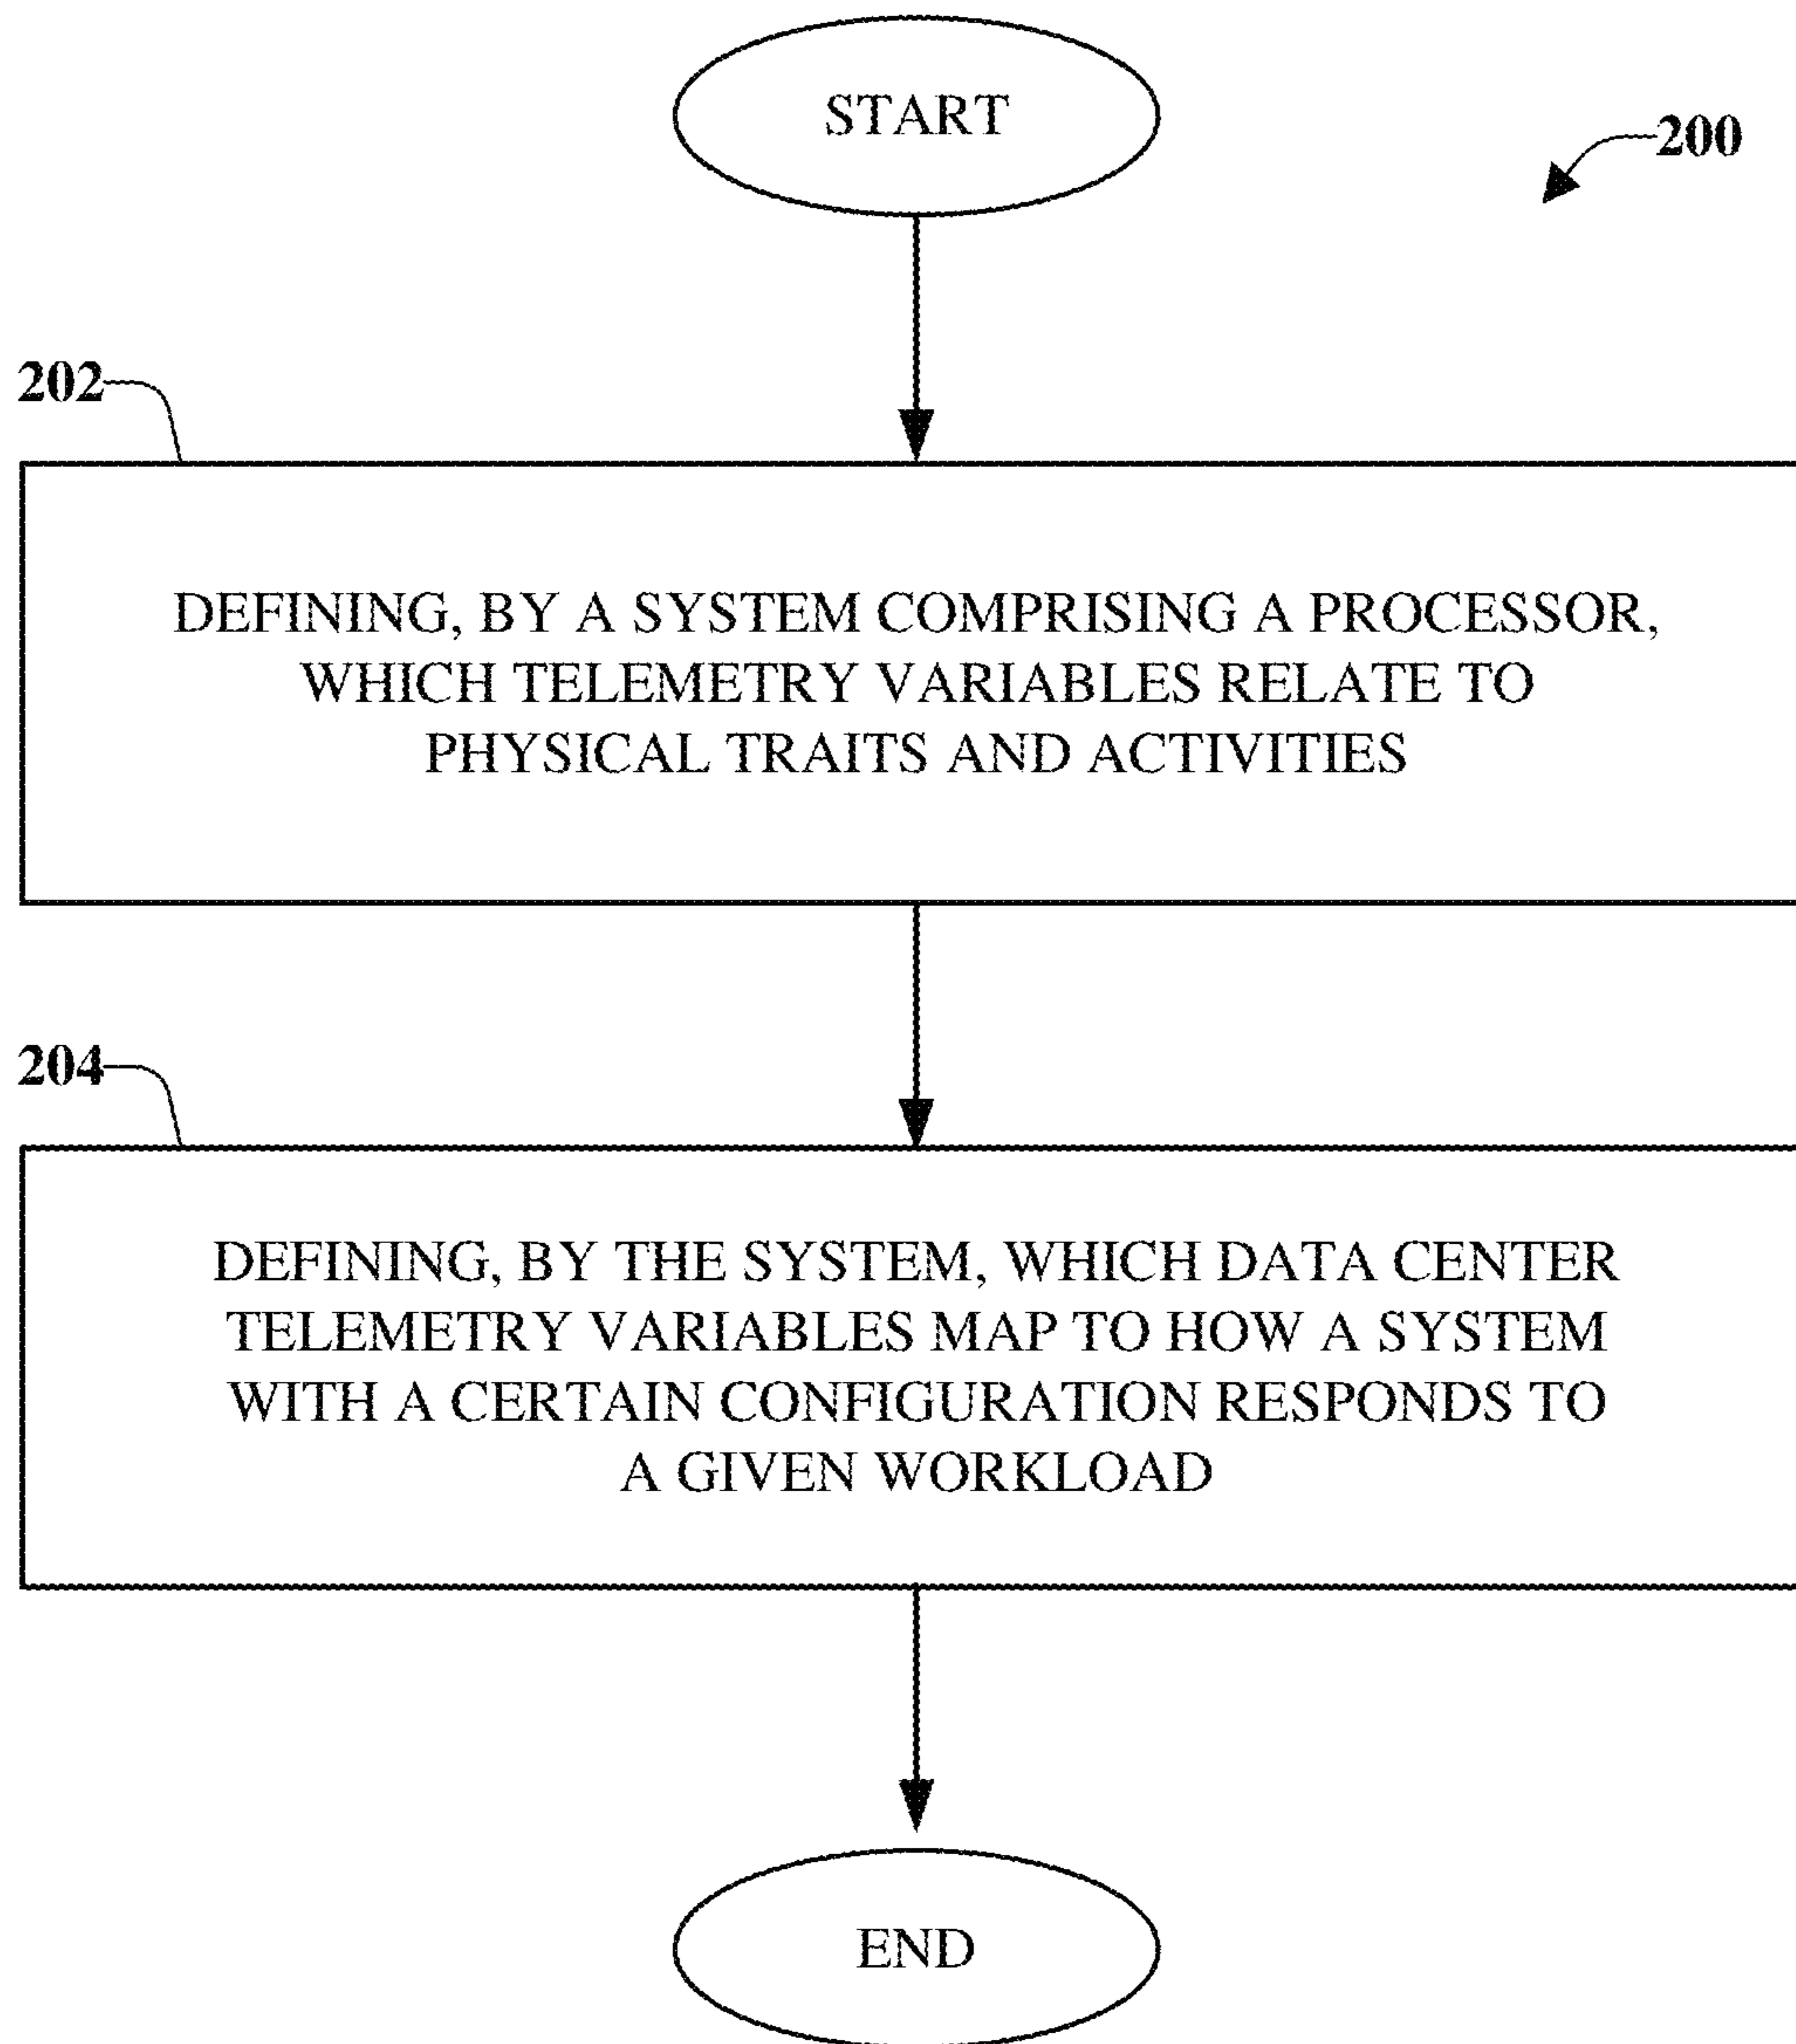 START
200
202
DEFINING, BY A SYSTEM COMPRISING A PROCESSOR,
WHICH TELEMETRY VARIABLES RELATE TO
PHYSICAL TRAITS AND ACTIVITIES
204
DEFINING, BY THE SYSTEM, WHICH DATA CENTER
TELEMETRY VARIABLES MAP TO HOW A SYSTEM
WITH A CERTAIN CONFIGURATION RESPONDS TO
A GIVEN WORKLOAD
END